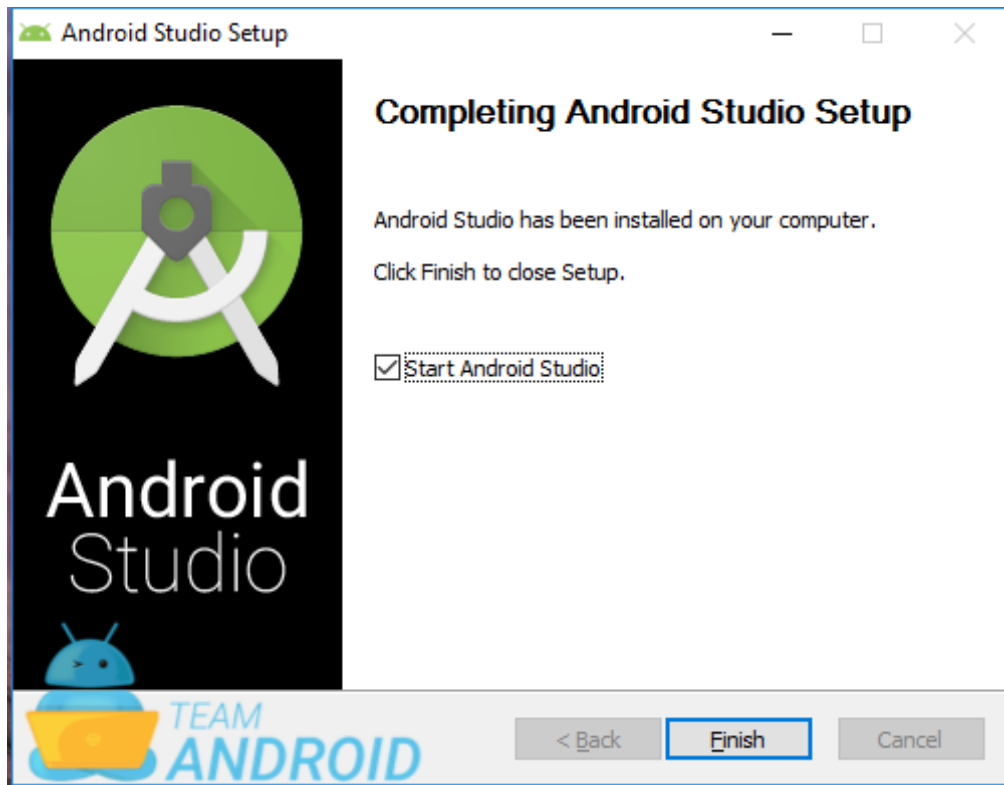 Android Studio Setup
Completing Android Studio Setup
Android Studio has been installed on your computer.
Click Finish to close Setup.
Start Android Studio
Android
Studio
TEAM
ANDROID
< Back
Finish
Cancel